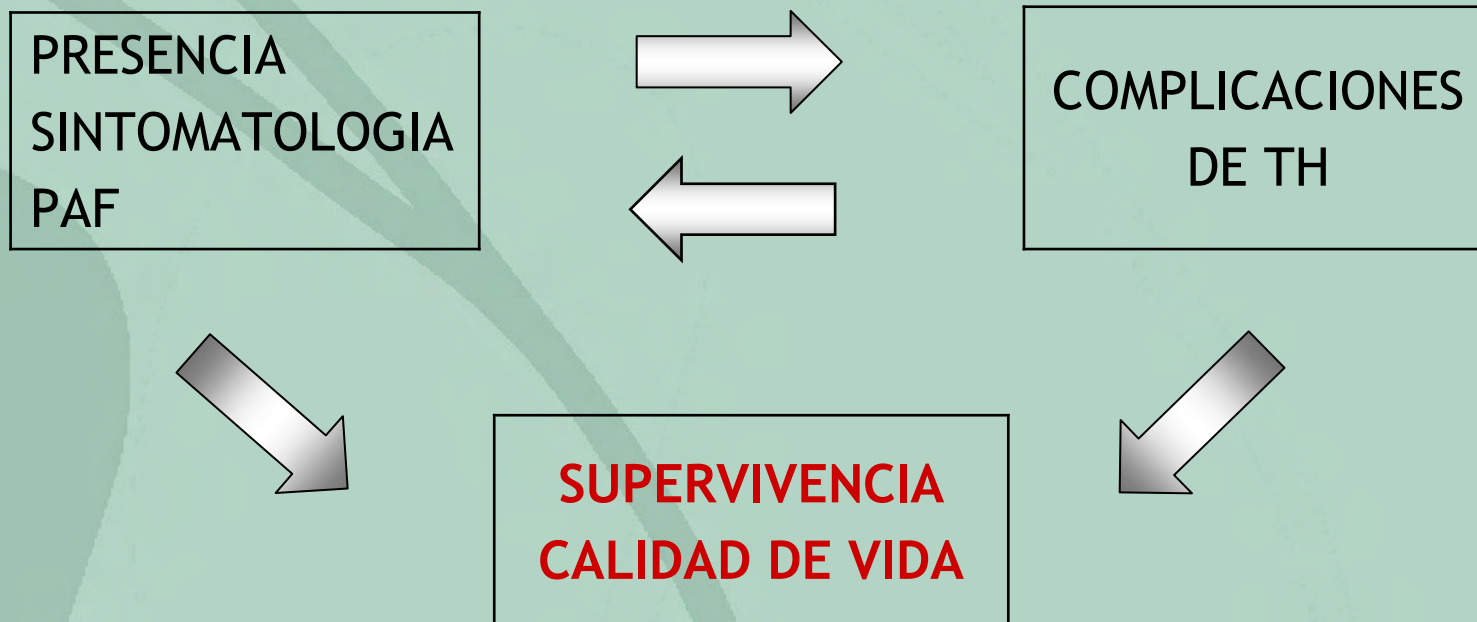 PRESENCIA
SINTOMATOLOGIA
PAF
COMPLICACIONES
DE TH
SUPERVIVENCIA
CALIDAD DE VIDA